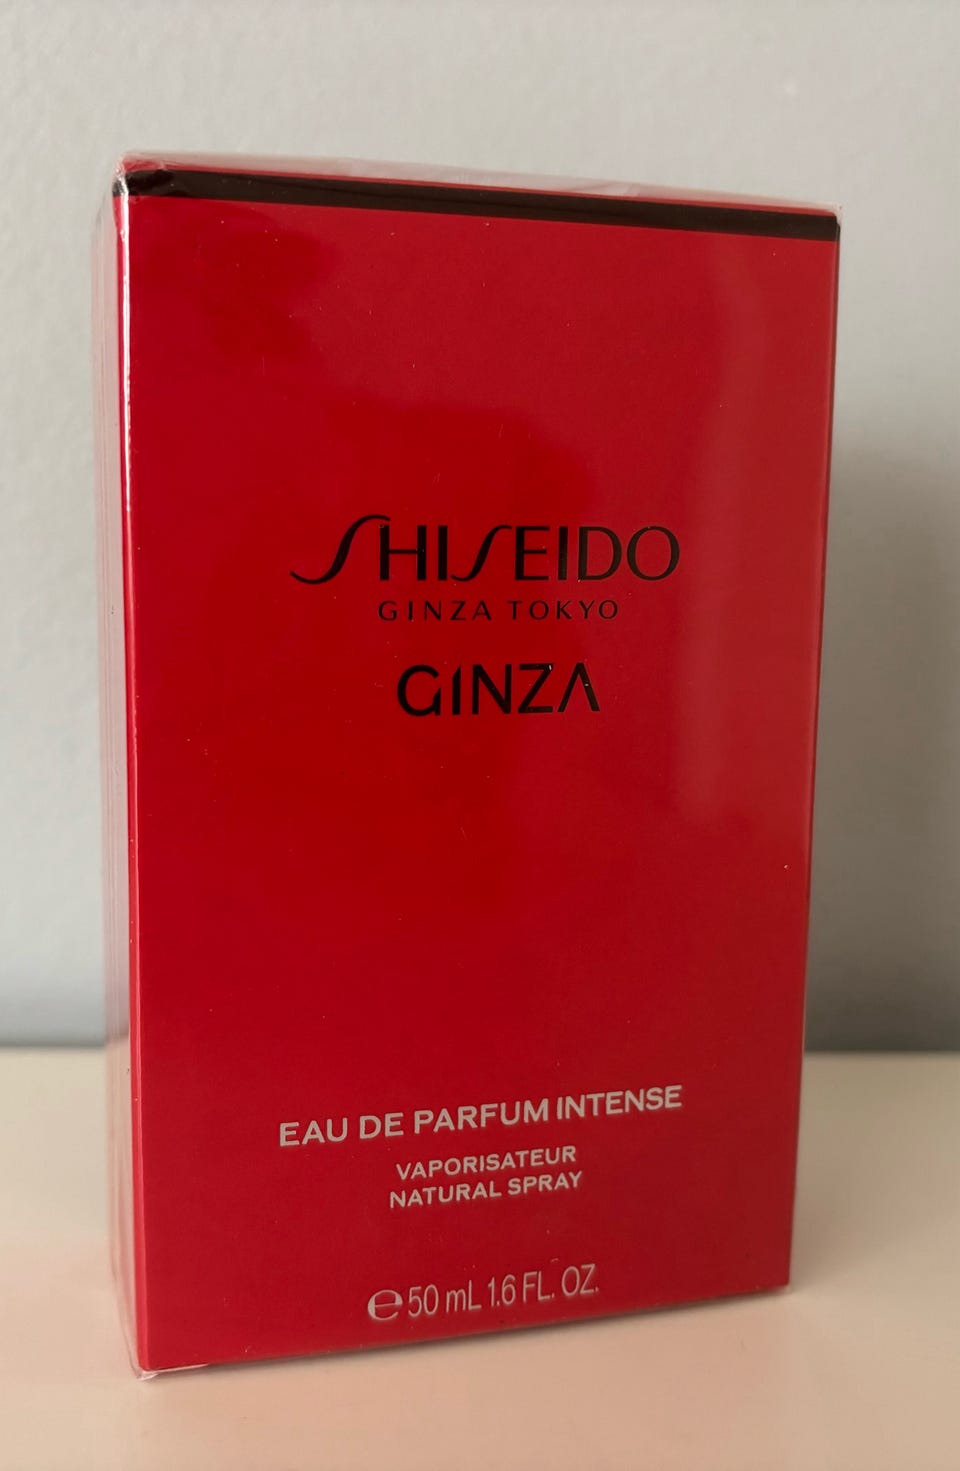 SHISEIDO
GINZA TOKYO
GINZA
EAU DE PARFUM INTENSE
VAPORISATEUR
NATURAL SPRAY
℮ 50 mL 1.6 FL. OZ.